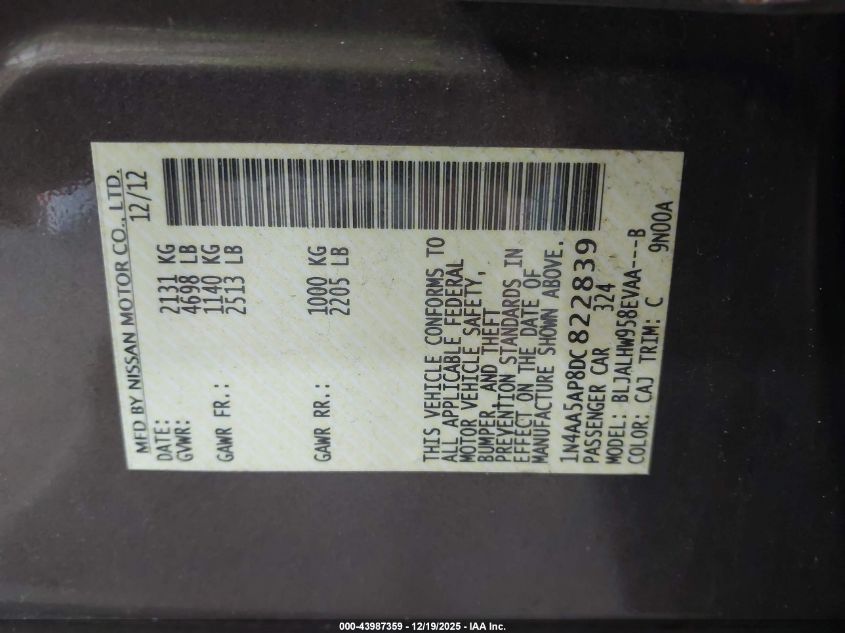 MFD BY NISSAN MOTOR CO., LTD.
DATE: 12/12
GVWR: 2131 KG
4698 LB
GAWR FR.: 1140 KG
2513 LB
GAWR RR.: 1000 KG
2205 LB
THIS VEHICLE CONFORMS TO
ALL APPLICABLE FEDERAL
MOTOR VEHICLE SAFETY,
BUMPER, AND THEFT
PREVENTION STANDARDS IN
EFFECT ON THE DATE OF
MANUFACTURE SHOWN ABOVE.
1N4AA5AP8DC822839
PASSENGER CAR 324
MODEL: BLJALHW958EVAA---B
COLOR: CAJ TRIM: C 9N00A
000-43987359 - 12/19/2025 - IAA Inc.